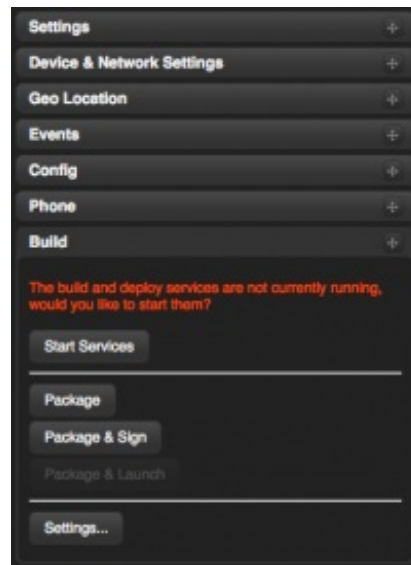 Settings
Device & Network Settings
Geo Location
Events
Config
Phone
Build
The build and deploy services are not currently running,
would you like to start them?
Start Services
Package
Package & Sign
Package & Launch
Settings...